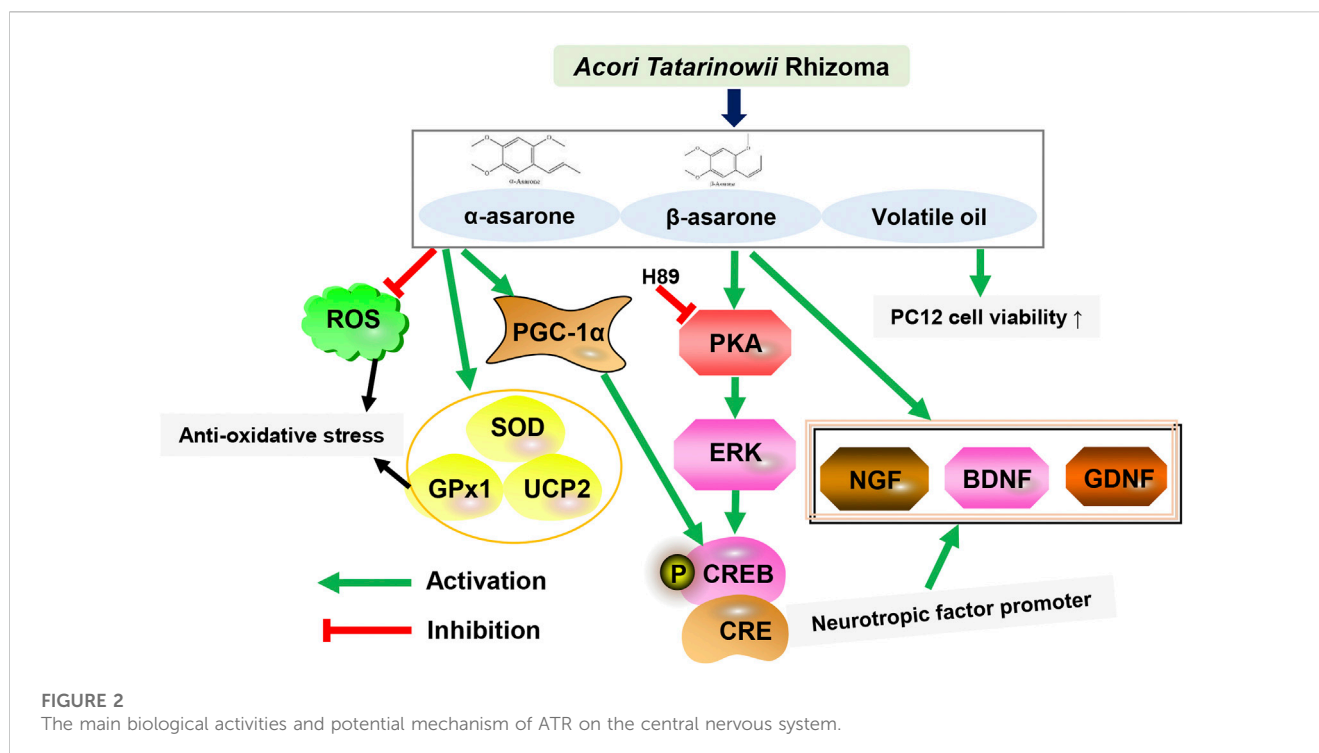 Acori Tatarinowii Rhizoma
α-Asarone
β-Asarone
α-asarone
β-asarone
Volatile oil
H89
ROS
PGC-1α
PKA
PC12 cell viability ↑
Anti-oxidative stress
SOD
GPx1
UCP2
ERK
NGF
BDNF
GDNF
P
CREB
CRE
Neurotropic factor promoter
Activation
Inhibition
FIGURE 2
The main biological activities and potential mechanism of ATR on the central nervous system.